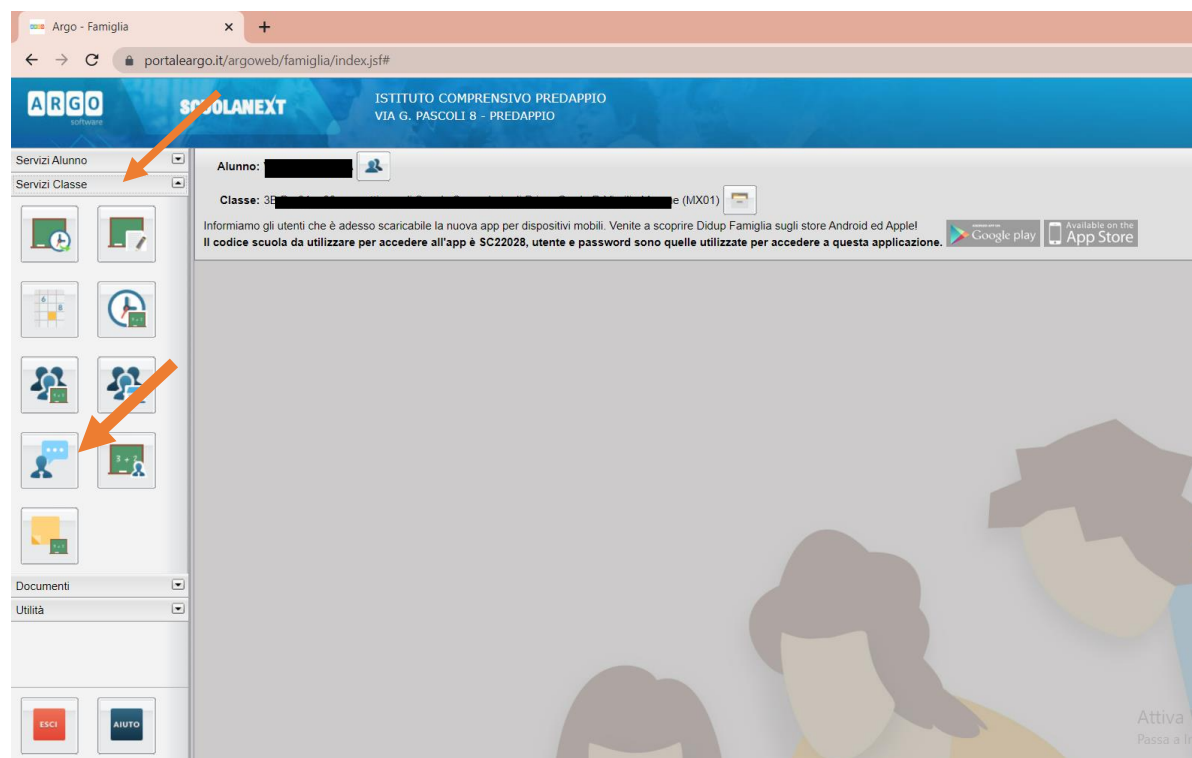 Argo - Famiglia
portaleargo.it/argoweb/famiglia/index.jsf#
ARGO
software
SCUOLANEXT
ISTITUTO COMPRENSIVO PREDAPPIO
VIA G. PASCOLI 8 - PREDAPPIO
Servizi Alunno
Servizi Classe
Alunno:
Classe: 3B (MX01)
Informiamo gli utenti che è adesso scaricabile la nuova app per dispositivi mobili. Venite a scoprire Didup Famiglia sugli store Android ed Apple!
Il codice scuola da utilizzare per accedere all'app è SC22028, utente e password sono quelle utilizzate per accedere a questa applicazione.
Google play
Available on the
App Store
6
8
3 + 2
Documenti
Utilità
ESCI
AIUTO
Attiva
Passa a